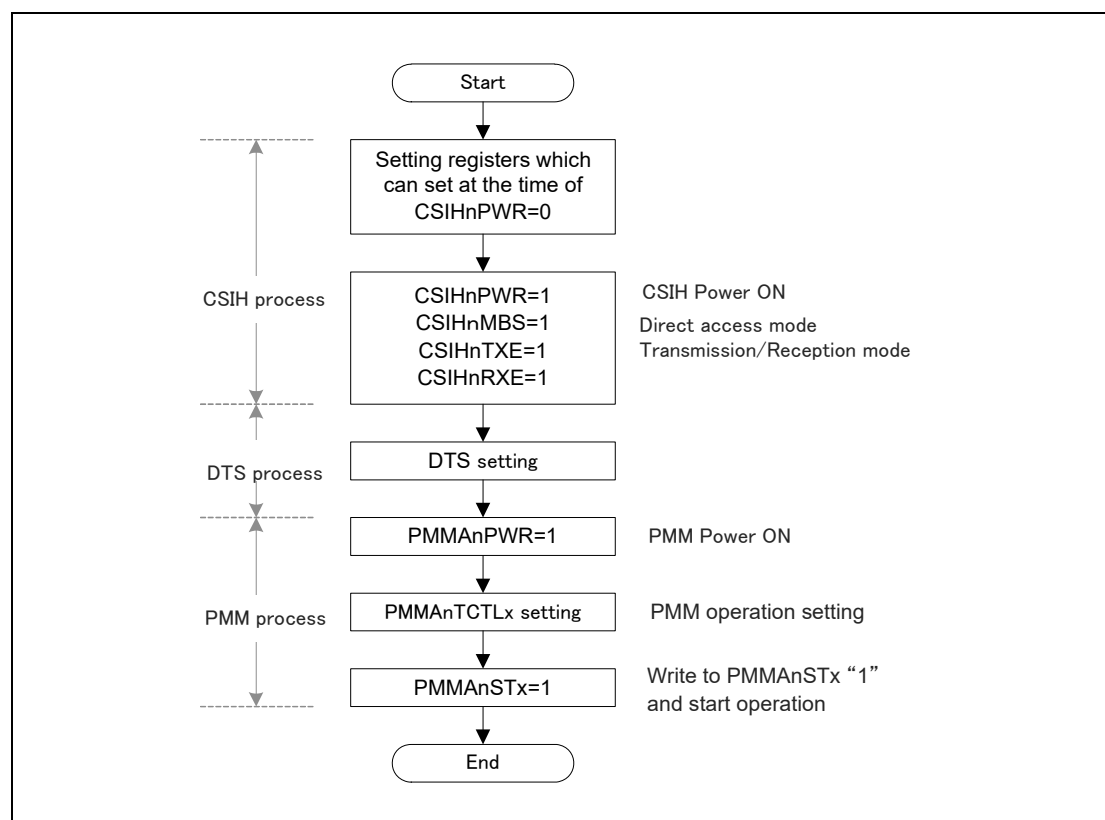 Start
Setting registers which
can set at the time of
CSIHnPWR=0
CSIH process
CSIHnPWR=1
CSIHnMBS=1
CSIHnTXE=1
CSIHnRXE=1
CSIH Power ON
Direct access mode
Transmission/Reception mode
DTS process
DTS setting
PMM process
PMMAnPWR=1
PMM Power ON
PMMAnTCTLx setting
PMM operation setting
PMMAnSTx=1
Write to PMMAnSTx “1”
and start operation
End